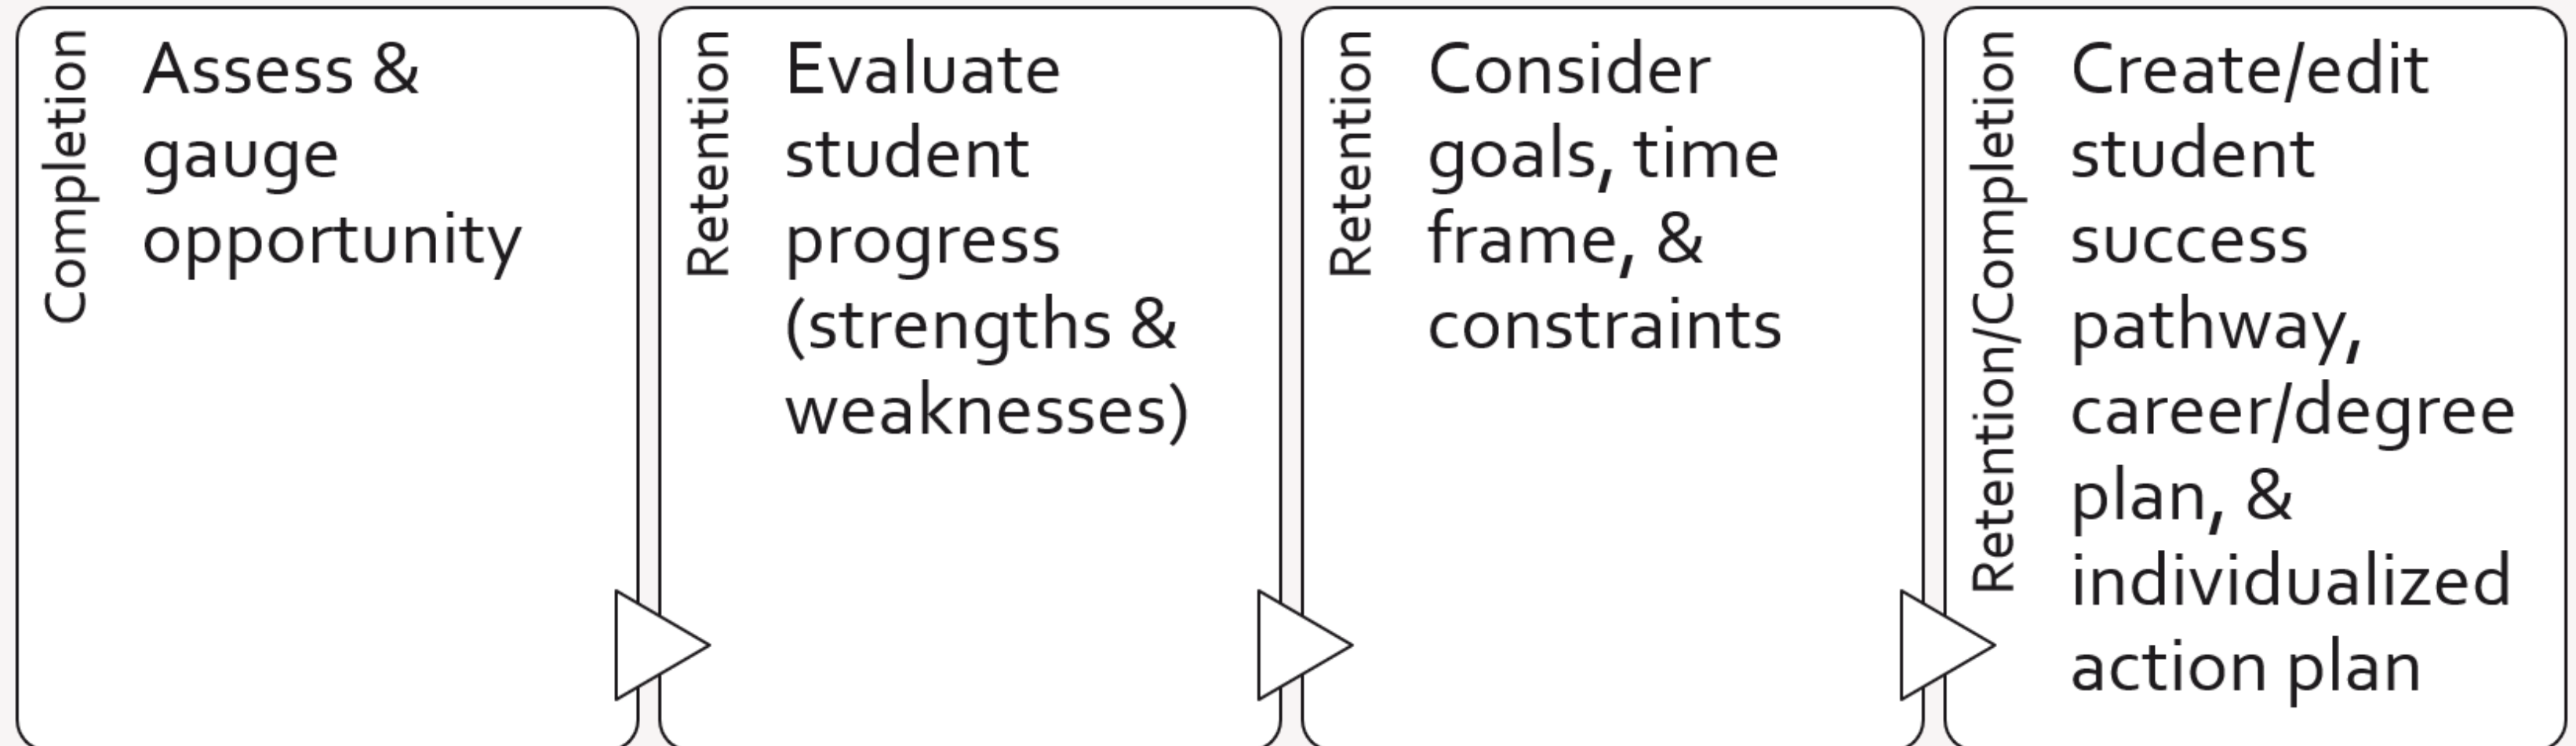 Completion
Assess &
gauge
opportunity
Retention
Evaluate
student
progress
(strengths &
weaknesses)
Retention
Consider
goals, time
frame, &
constraints
Retention/Completion
Create/edit
student
success
pathway,
career/degree
plan, &
individualized
action plan